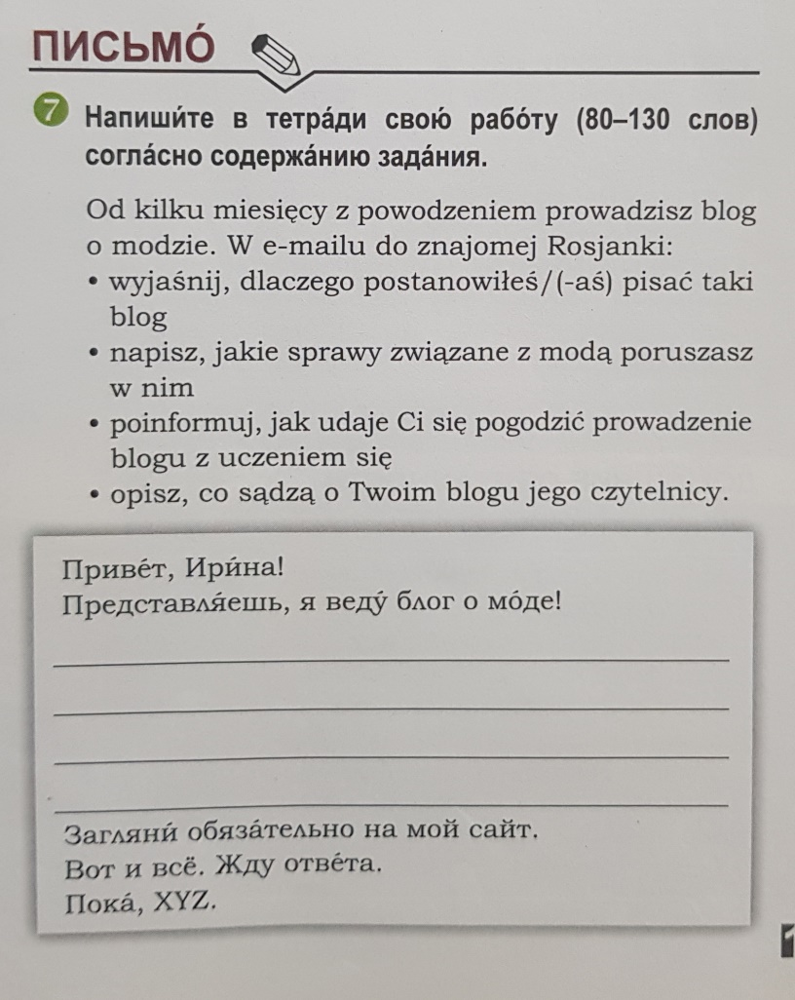 ПИСЬМО́
7 Напиши́те в тетра́ди свою́ рабо́ту (80–130 слов)
согла́сно содержа́нию зада́ния.
Od kilku miesięcy z powodzeniem prowadzisz blog
o modzie. W e-mailu do znajomej Rosjanki:
• wyjaśnij, dlaczego postanowiłeś/(-aś) pisać taki
blog
• napisz, jakie sprawy związane z modą poruszasz
w nim
• poinformuj, jak udaje Ci się pogodzić prowadzenie
blogu z uczeniem się
• opisz, co sądzą o Twoim blogu jego czytelnicy.
Приве́т, Ири́на!
Представля́ешь, я веду́ блог о мо́де!
Загляни́ обяза́тельно на мой сайт.
Вот и всё. Жду отве́та.
Пока́, XYZ.